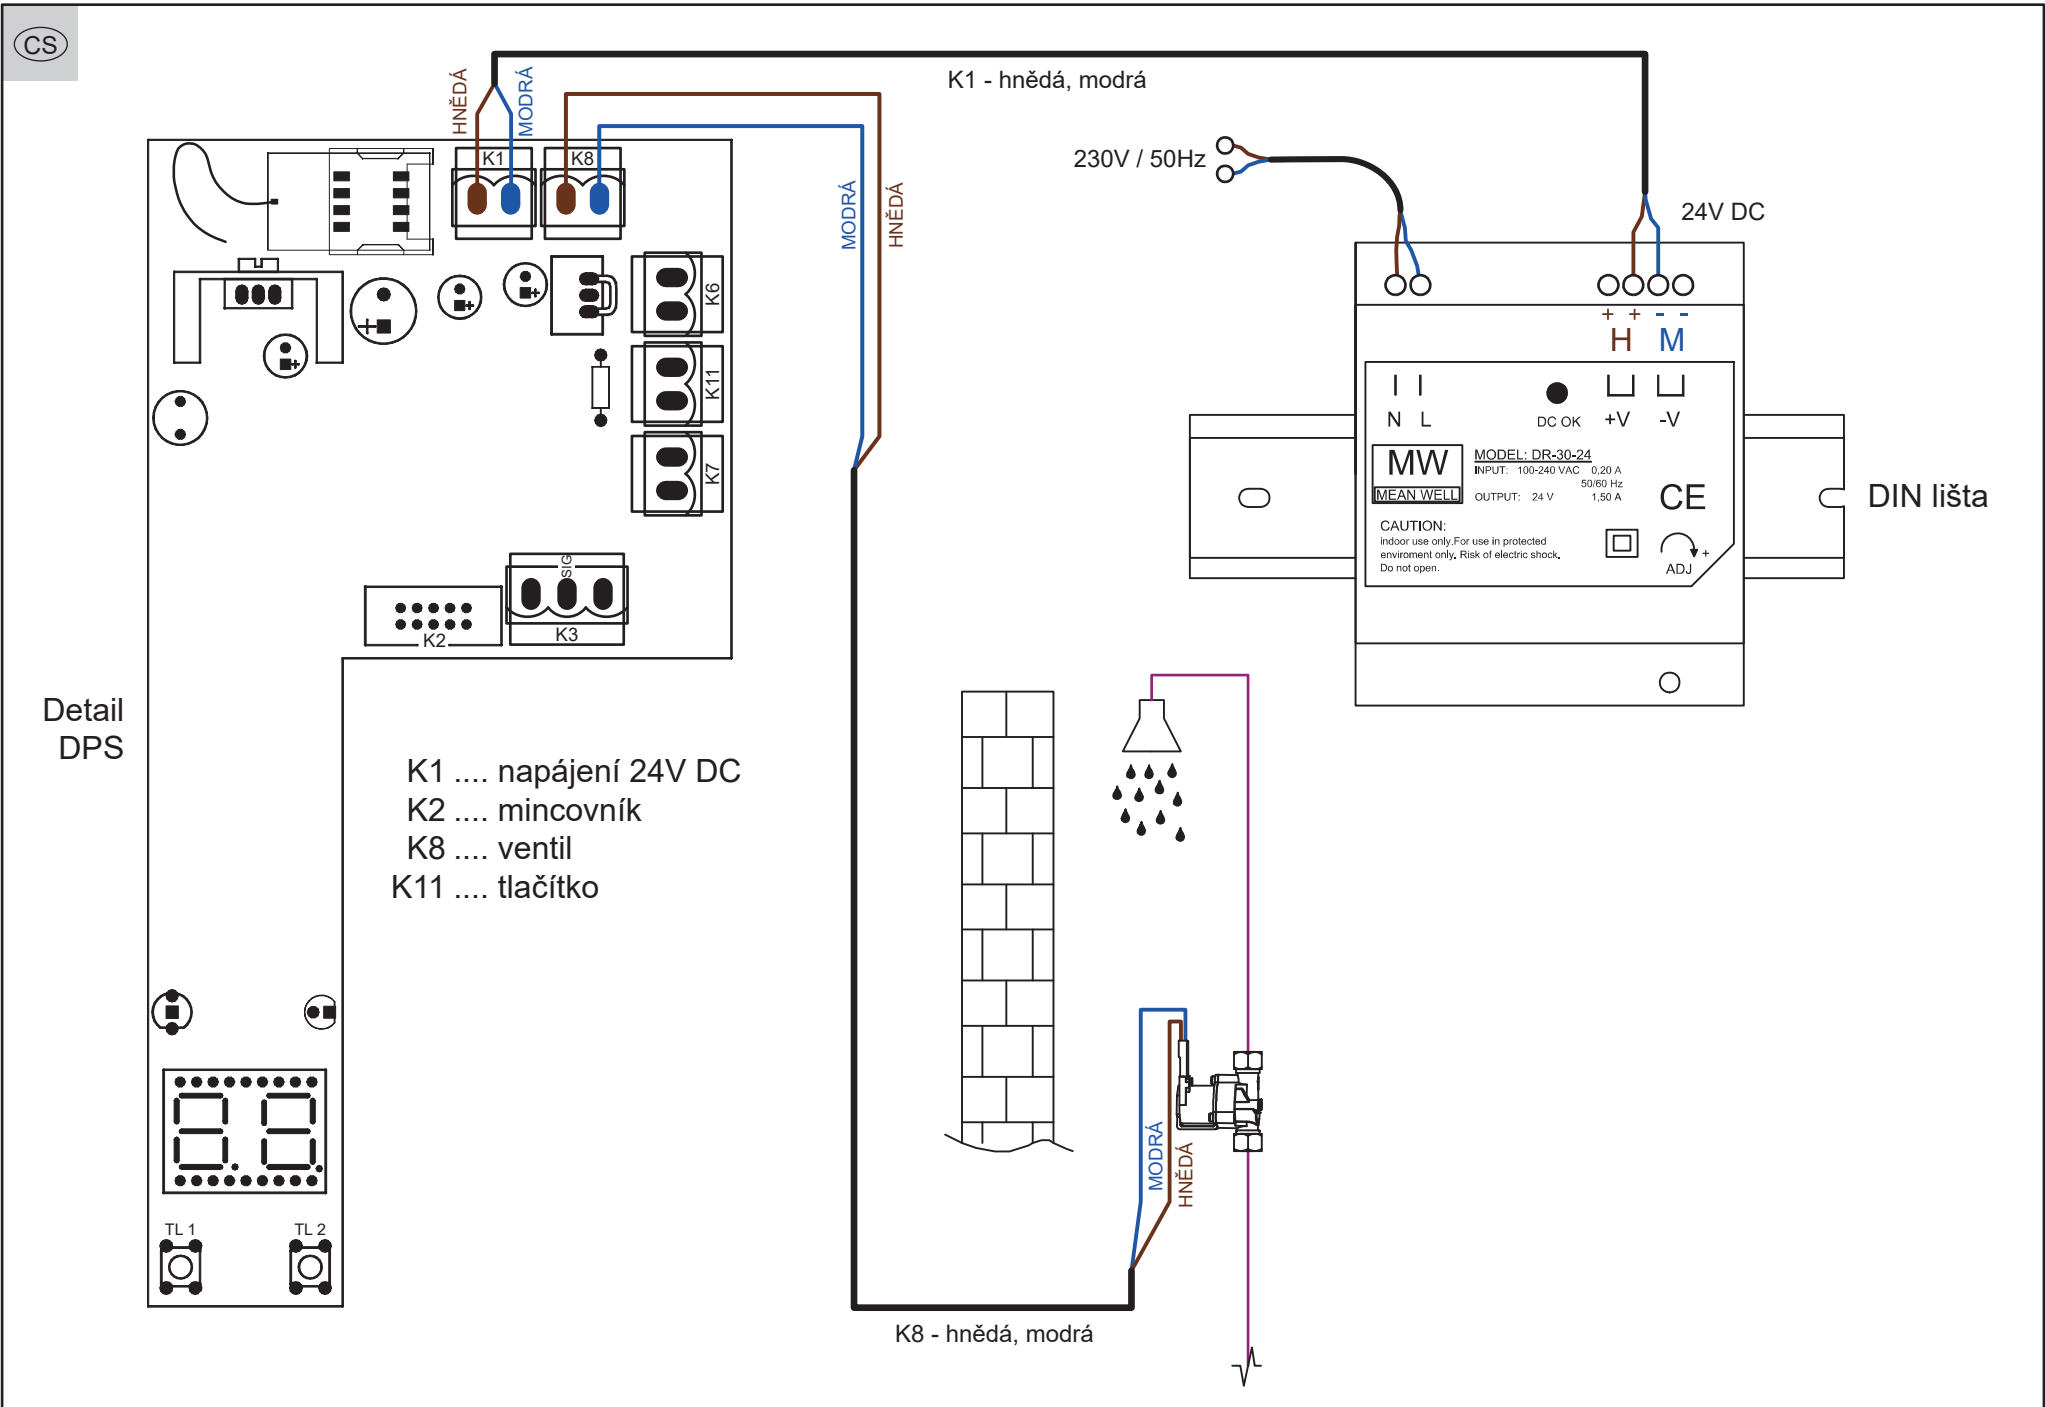 CS
K1 - hnědá, modrá
HNĚDÁ
MODRÁ
K1
K8
MODRÁ
HNĚDÁ
230V / 50Hz
24V DC
+ + - -
H M
N L
DC OK
+V
-V
MW
MEAN WELL
MODEL: DR-30-24
INPUT: 100-240 VAC 0,20 A
50/60 Hz
OUTPUT: 24 V 1,50 A
CE
CAUTION:
indoor use only.For use in protected
enviroment only. Risk of electric shock.
Do not open.
+
ADJ
DIN lišta
K6
K11
K7
SIG
K3
K2
Detail
DPS
K1 .... napájení 24V DC
K2 .... mincovník
K8 .... ventil
K11 .... tlačítko
TL 1
TL 2
MODRÁ
HNĚDÁ
K8 - hnědá, modrá